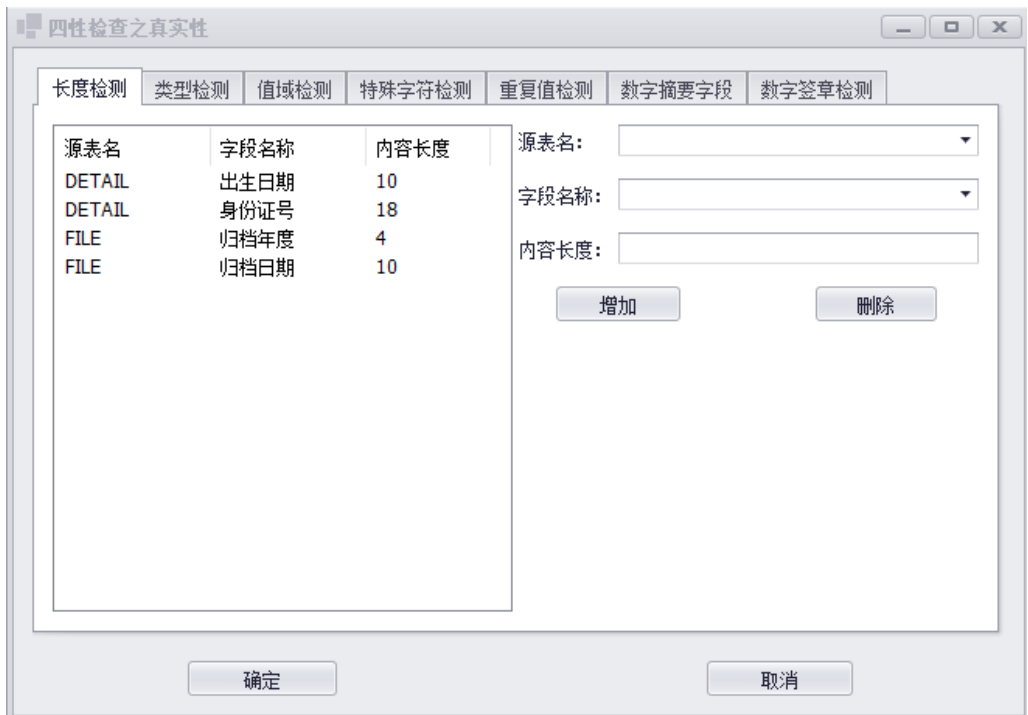 四性检查之真实性
长度检测 类型检测 值域检测 特殊字符检测 重复值检测 数字摘要字段 数字签章检测
源表名 字段名称 内容长度
DETAIL 出生日期 10
DETAIL 身份证号 18
FILE 归档年度 4
FILE 归档日期 10
源表名：
字段名称：
内容长度：
增加 删除
确定 取消